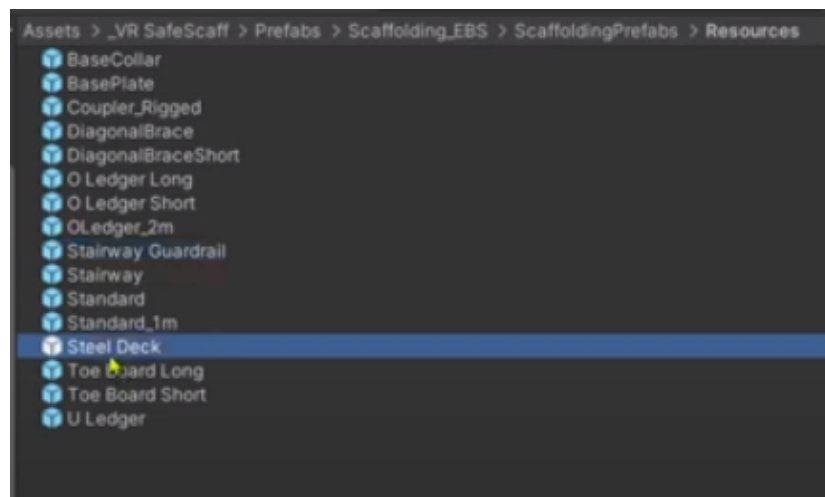 Assets > _VR SafeScaff > Prefabs > Scaffolding_EBS > ScaffoldingPrefabs > Resources
BaseCollar
BasePlate
Coupler_Rigged
DiagonalBrace
DiagonalBraceShort
O Ledger Long
O Ledger Short
OLedger_2m
Stairway Guardrail
Stairway
Standard
Standard_1m
Steel Deck
Toe Board Long
Toe Board Short
U Ledger